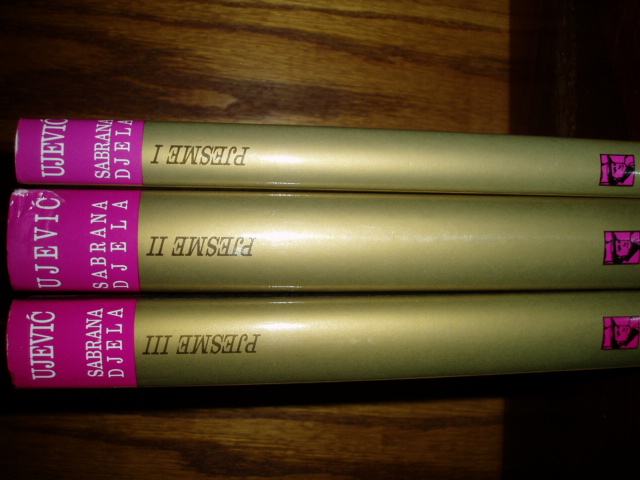 UJEVIĆ
SABRANA
DJELA
PJESME I
UJEVIĆ
SABRANA
DJELA
PJESME II
UJEVIĆ
SABRANA
DJELA
PJESME III